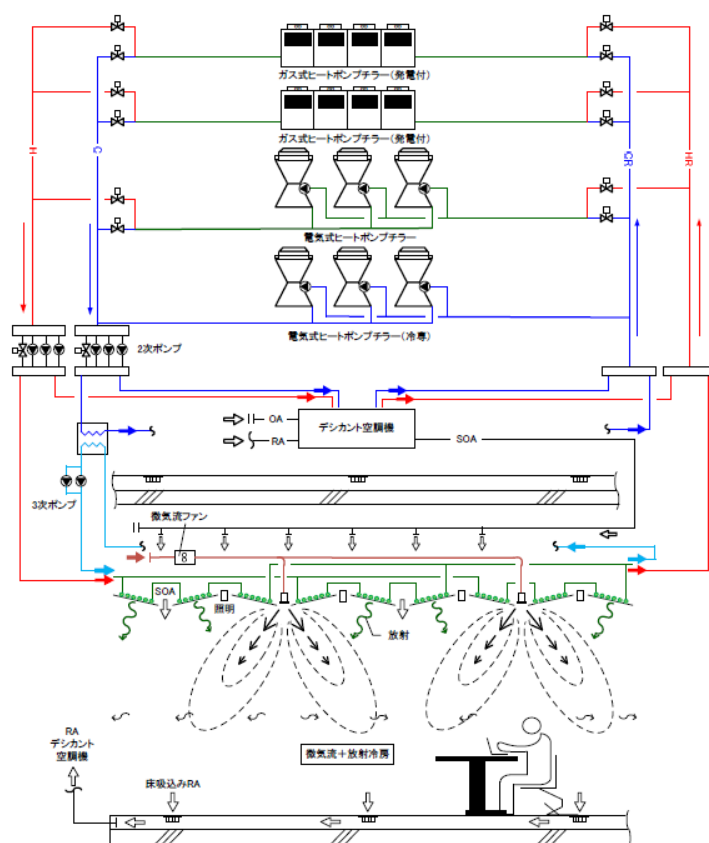 ガス式ヒートポンプチラー(発電付)
ガス式ヒートポンプチラー(発電付)
H
C
CR
HR
電気式ヒートポンプチラー
電気式ヒートポンプチラー(冷専)
2次ポンプ
OA
RA
デシカント空調機
SOA
3次ポンプ
微気流ファン
8
SOA
照明
放射
微気流+放射冷房
RA
デシカント
空調機
床吸込みRA